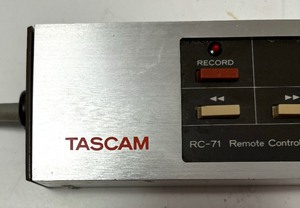 RECORD
TASCAM
RC-71 Remote Control